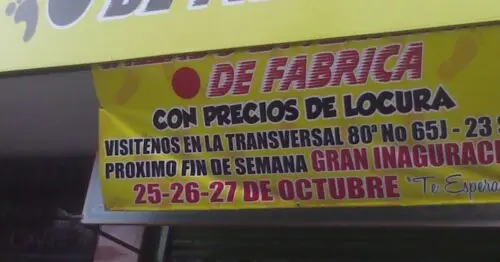 DE FABRICA
CON PRECIOS DE LOCURA
VISITENOS EN LA TRANSVERSAL 80ª No 65J - 23
PROXIMO FIN DE SEMANA GRAN INAGURAC
25-26-27 DE OCTUBRE "Te Espera